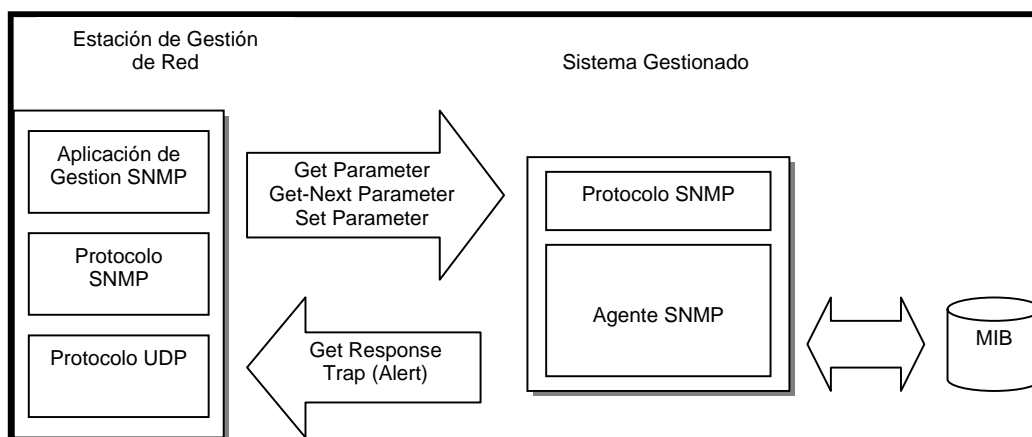 Estación de Gestión
de Red
Sistema Gestionado
Aplicación de
Gestion SNMP
Protocolo
SNMP
Protocolo UDP
Get Parameter
Get-Next Parameter
Set Parameter
Get Response
Trap (Alert)
Protocolo SNMP
Agente SNMP
MIB